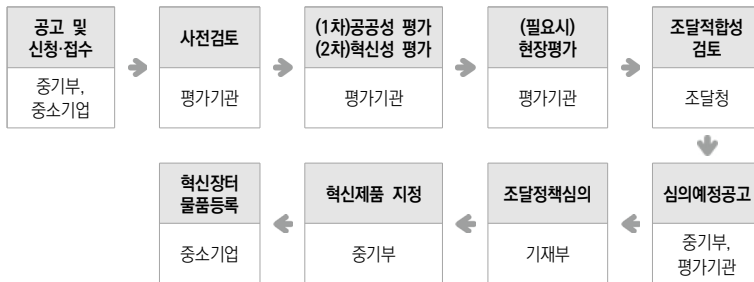 공고 및
신청·접수
중기부,
중소기업
사전검토
평가기관
(1차)공공성 평가
(2차)혁신성 평가
평가기관
(필요시)
현장평가
평가기관
조달적합성
검토
조달청
심의예정공고
중기부,
평가기관
조달정책심의
기재부
혁신제품 지정
중기부
혁신장터
물품등록
중소기업